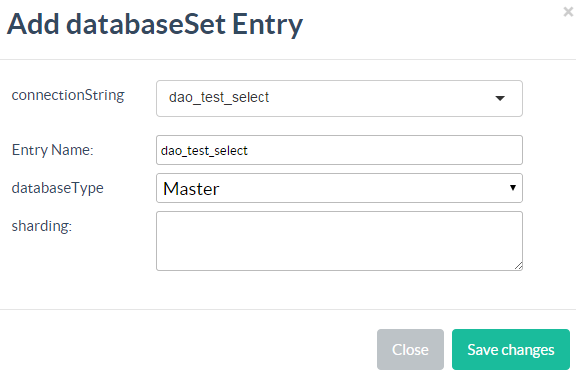 Add databaseSet Entry
×
connectionString dao_test_select
Entry Name: dao_test_select
databaseType Master
sharding:
Close Save changes